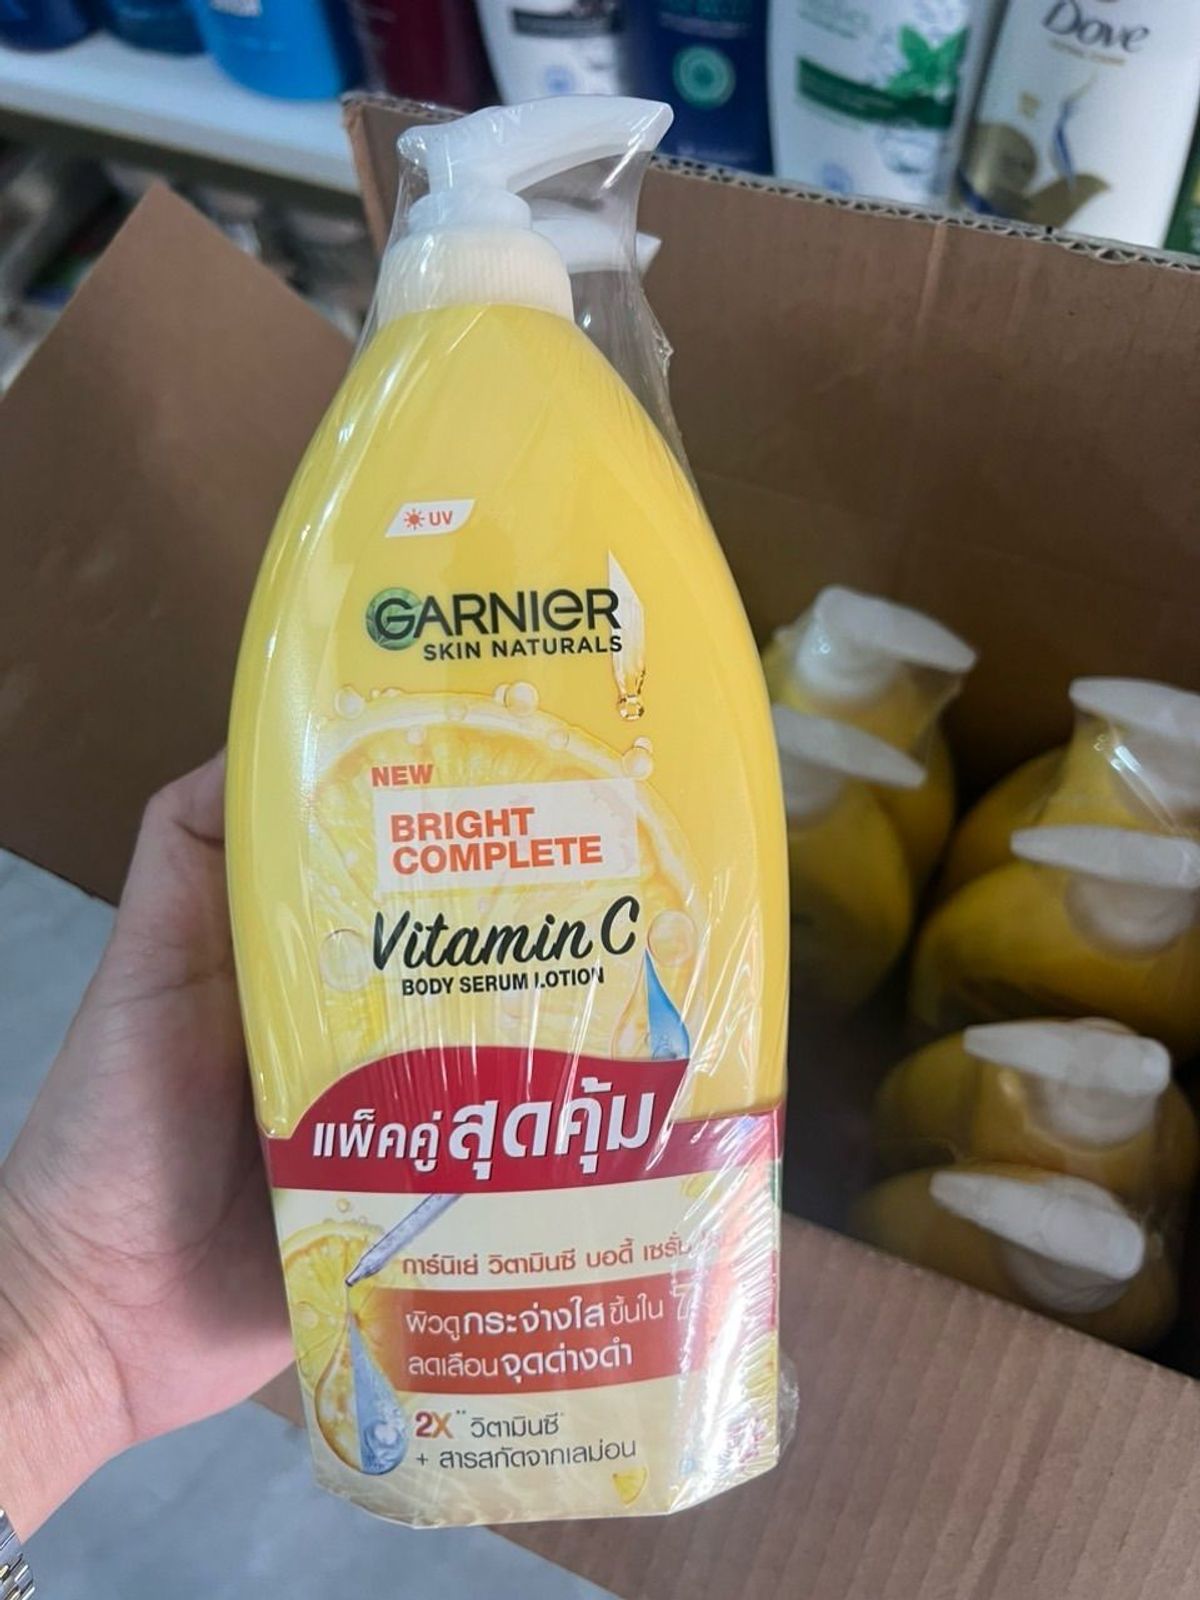 Dove
UV
GARNIER
SKIN NATURALS
NEW
BRIGHT
COMPLETE
Vitamin C
BODY SERUM LOTION
แพ็คคู่ สุดคุ้ม
การ์นิเย่ วิตามินซี บอดี้ เซรั่ม
ผิวดูกระจ่างใสขึ้นใน 7
ลดเลือนจุดด่างดำ
2X** วิตามินซี*
+ สารสกัดจากเลม่อน